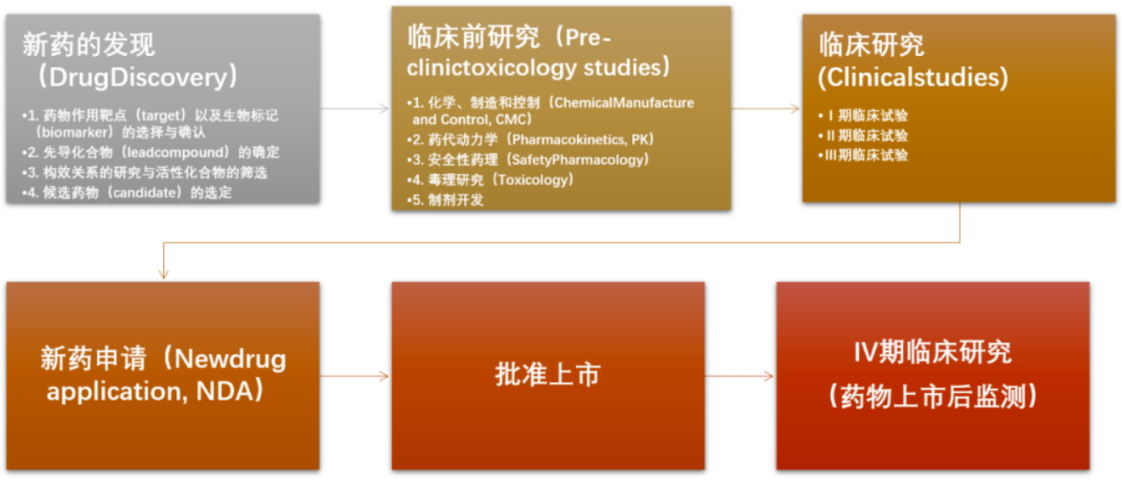 新药的发现
（DrugDiscovery）
•1. 药物作用靶点（target）以及生物标记
（biomarker）的选择与确认
•2. 先导化合物（leadcompound）的确定
•3. 构效关系的研究与活性化合物的筛选
•4. 候选药物（candidate）的选定
临床前研究（Pre-
clinictoxicology studies）
•1. 化学、制造和控制（ChemicalManufacture
and Control, CMC）
•2. 药代动力学（Pharmacokinetics, PK）
•3. 安全性药理（SafetyPharmacology）
•4. 毒理研究（Toxicology）
•5. 制剂开发
临床研究
(Clinicalstudies)
•Ⅰ期临床试验
•Ⅱ期临床试验
•Ⅲ期临床试验
新药申请（Newdrug
application, NDA）
批准上市
IV期临床研究
（药物上市后监测）